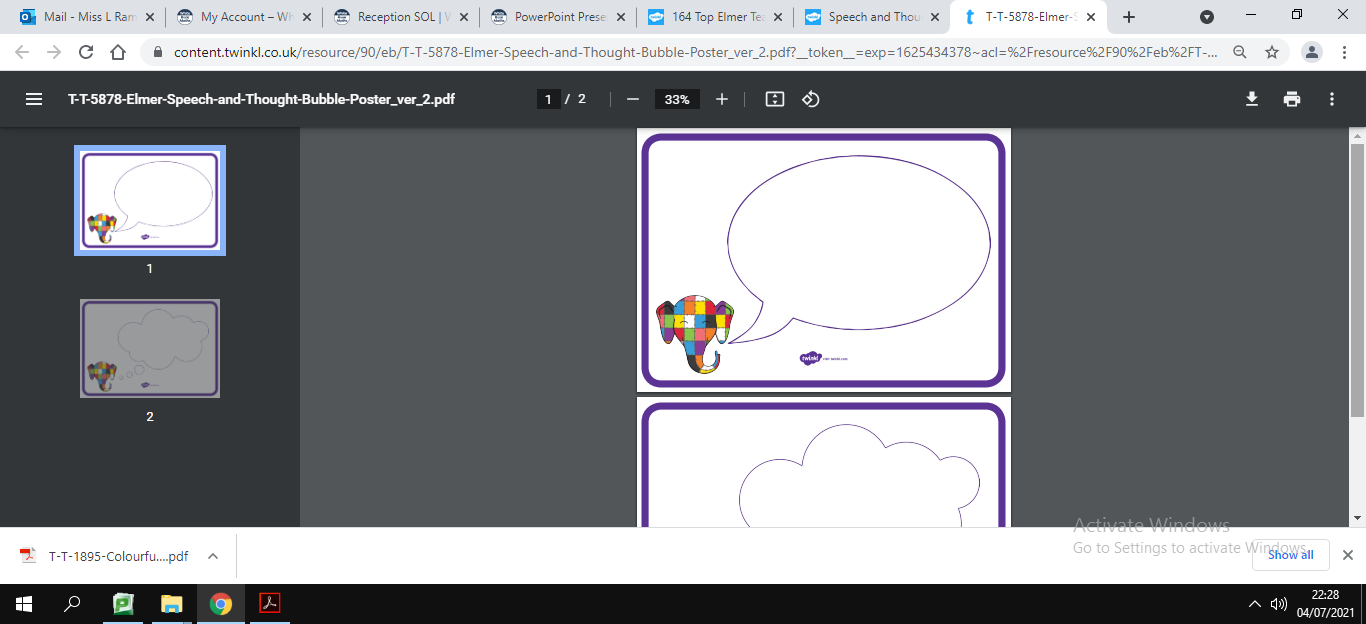 Mail - Miss L Ram
My Account – Wh
Reception SOL | W
PowerPoint Prese
164 Top Elmer Tea
Speech and Thou
T-T-5878-Elmer-S
content.twinkl.co.uk/resource/90/eb/T-T-5878-Elmer-Speech-and-Thought-Bubble-Poster_ver_2.pdf?__token__=exp=1625434378~acl=%2Fresource%2F90%2Feb%2FT-...
T-T-5878-Elmer-Speech-and-Thought-Bubble-Poster_ver_2.pdf
1 / 2
33%
1
2
twinkl
Activate Windows
Go to Settings to activate Windows.
T-T-1895-Colourfu....pdf
Show all
22:28
04/07/2021